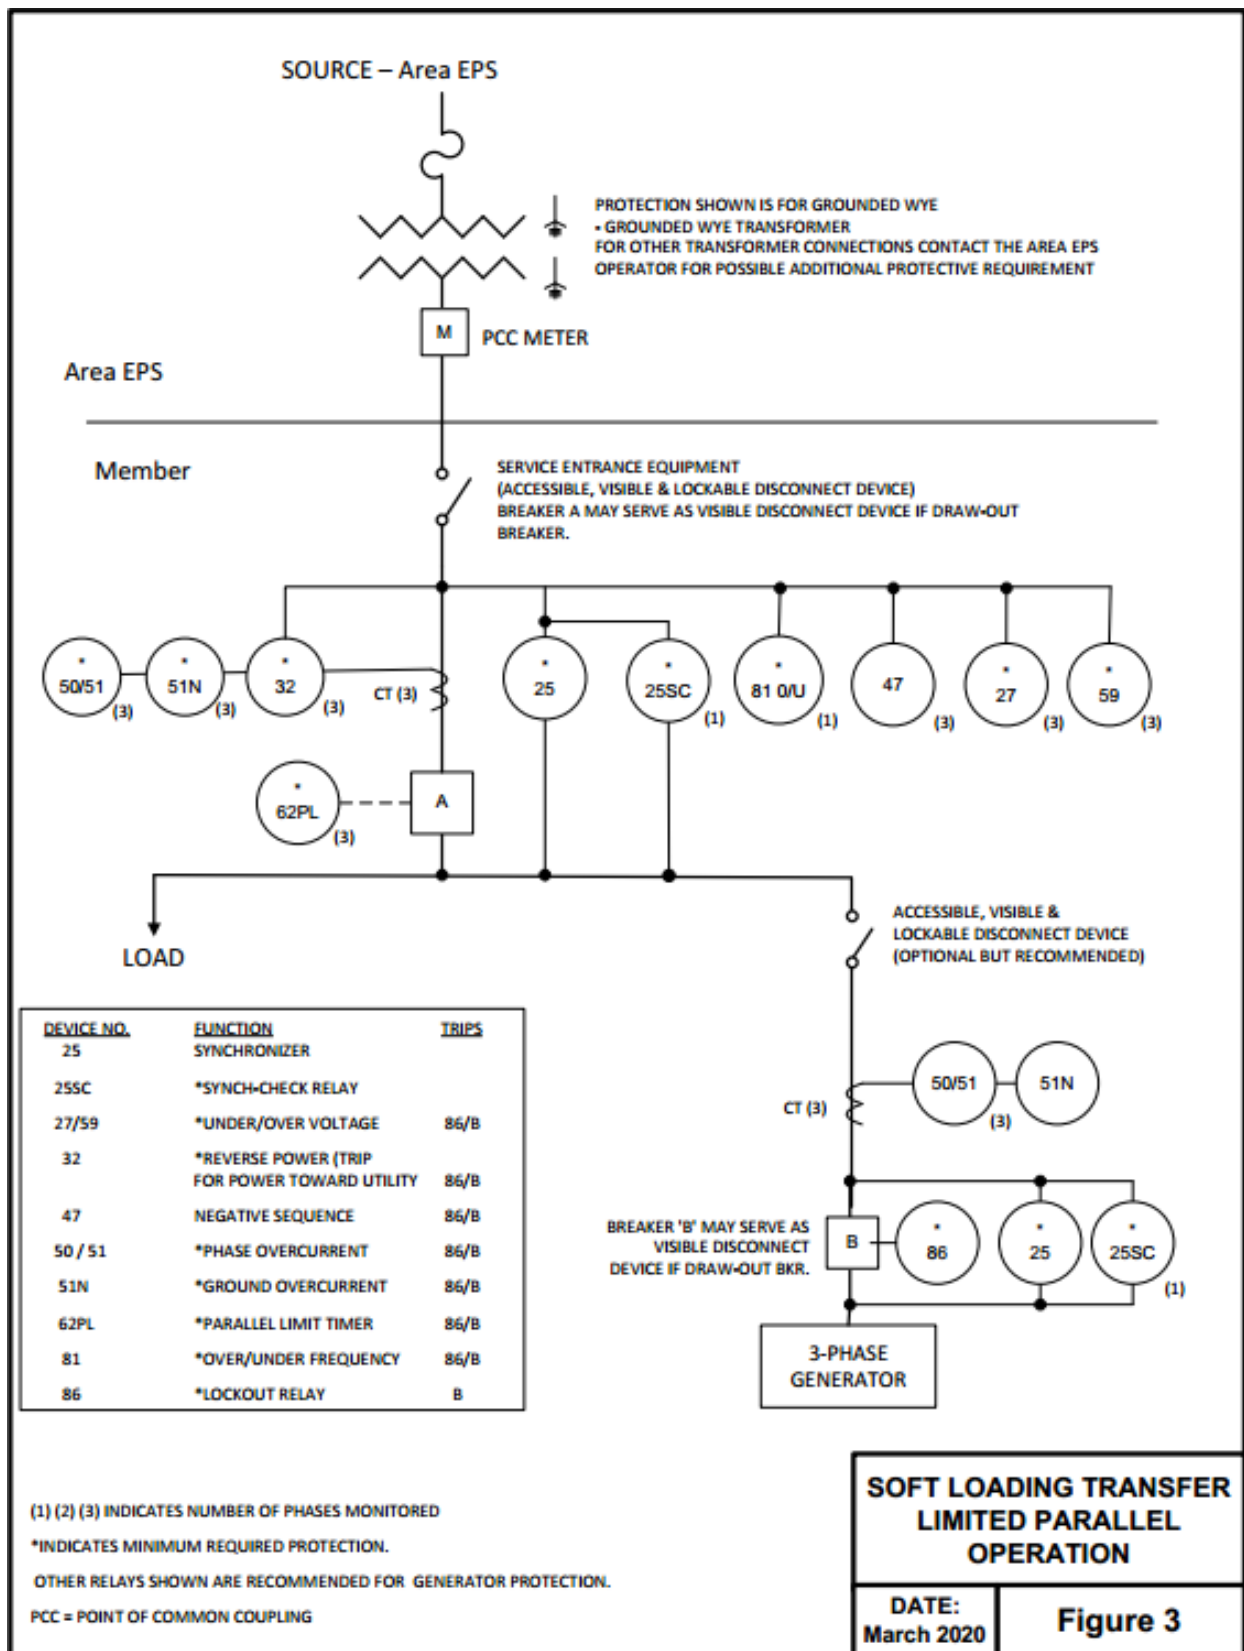 SOURCE – Area EPS
PROTECTION SHOWN IS FOR GROUNDED WYE
- GROUNDED WYE TRANSFORMER
FOR OTHER TRANSFORMER CONNECTIONS CONTACT THE AREA EPS
OPERATOR FOR POSSIBLE ADDITIONAL PROTECTIVE REQUIREMENT
M
PCC METER
Area EPS
Member
SERVICE ENTRANCE EQUIPMENT
(ACCESSIBLE, VISIBLE & LOCKABLE DISCONNECT DEVICE)
BREAKER A MAY SERVE AS VISIBLE DISCONNECT DEVICE IF DRAW-OUT
BREAKER.
* 50/51 (3)
* 51N (3)
* 32 (3)
CT (3)
* 25
* 25SC (1)
* 81 0/U (1)
47 (3)
* 27 (3)
* 59 (3)
* 62PL (3)
A
LOAD
ACCESSIBLE, VISIBLE &
LOCKABLE DISCONNECT DEVICE
(OPTIONAL BUT RECOMMENDED)
CT (3)
50/51 (3)
51N
BREAKER 'B' MAY SERVE AS
VISIBLE DISCONNECT
DEVICE IF DRAW-OUT BKR.
B
* 86
* 25
* 25SC (1)
3-PHASE
GENERATOR
DEVICE NO. FUNCTION TRIPS
25 SYNCHRONIZER
25SC *SYNCH-CHECK RELAY
27/59 *UNDER/OVER VOLTAGE 86/B
32 *REVERSE POWER (TRIP
FOR POWER TOWARD UTILITY 86/B
47 NEGATIVE SEQUENCE 86/B
50 / 51 *PHASE OVERCURRENT 86/B
51N *GROUND OVERCURRENT 86/B
62PL *PARALLEL LIMIT TIMER 86/B
81 *OVER/UNDER FREQUENCY 86/B
86 *LOCKOUT RELAY B
(1) (2) (3) INDICATES NUMBER OF PHASES MONITORED
*INDICATES MINIMUM REQUIRED PROTECTION.
OTHER RELAYS SHOWN ARE RECOMMENDED FOR GENERATOR PROTECTION.
PCC = POINT OF COMMON COUPLING
SOFT LOADING TRANSFER
LIMITED PARALLEL
OPERATION
DATE:
March 2020
Figure 3